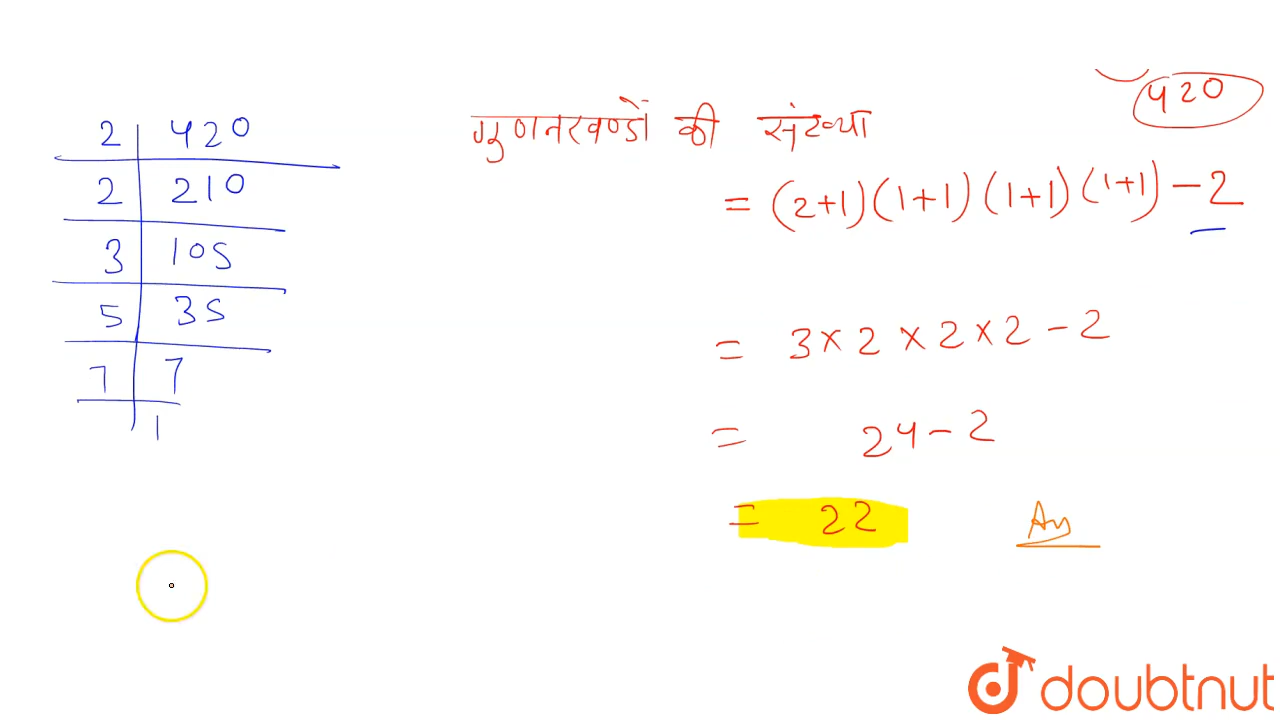 420
2 | 420
2 | 210
3 | 105
5 | 35
7 | 7
1
गुणनखण्डों की संख्या
= (2+1)(1+1)(1+1)(1+1) - 2
= 3×2×2×2-2
= 24-2
= 22 Ans
doubtnut